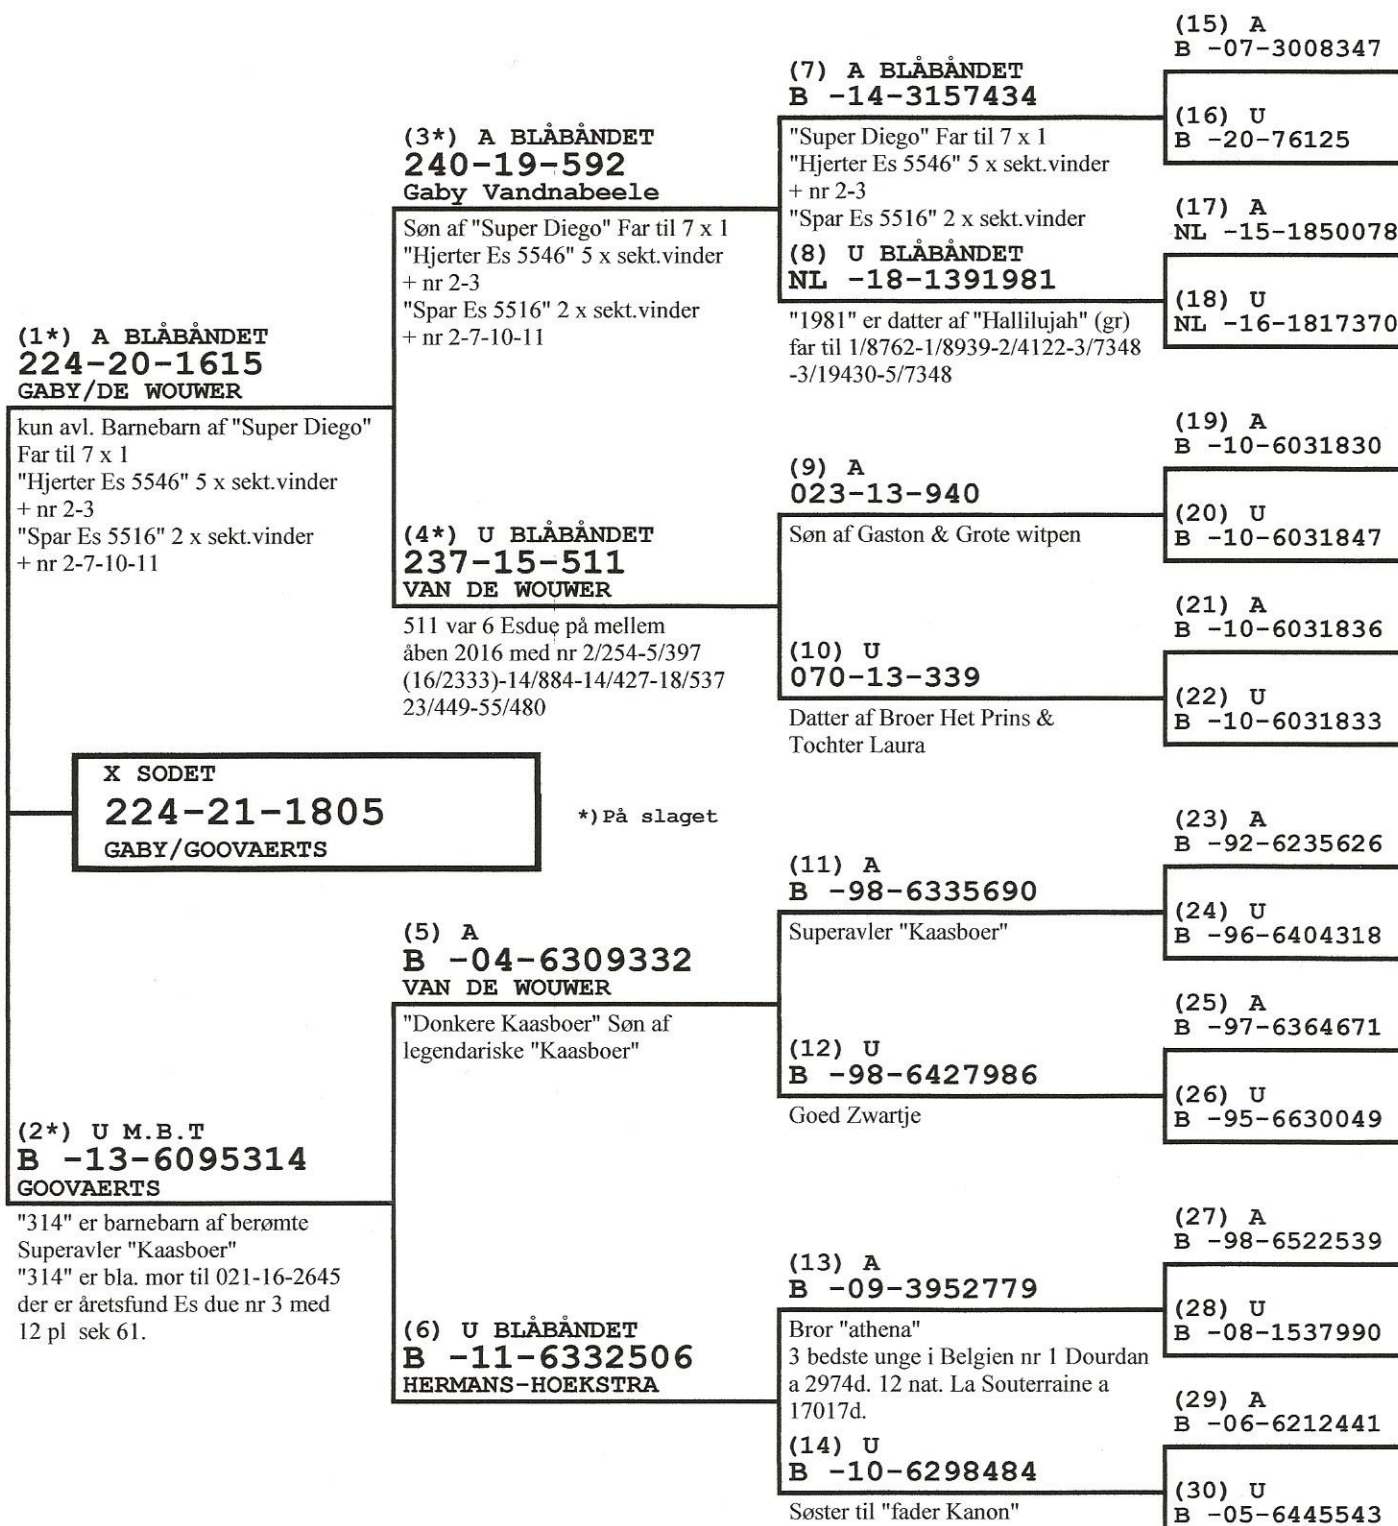 (1*) A BLÅBÅNDET
224-20-1615
GABY/DE WOUWER
kun avl. Barnebarn af "Super Diego"
Far til 7 x 1
"Hjerter Es 5546" 5 x sekt.vinder
+ nr 2-3
"Spar Es 5516" 2 x sekt.vinder
+ nr 2-7-10-11
X SODET
224-21-1805
GABY/GOOVAERTS
*)På slaget
(2*) U M.B.T
B -13-6095314
GOOVAERTS
"314" er barnebarn af berømte
Superavler "Kaasboer"
"314" er bla. mor til 021-16-2645
der er åretsfund Es due nr 3 med
12 pl sek 61.
(3*) A BLÅBÅNDET
240-19-592
Gaby Vandnabeele
Søn af "Super Diego" Far til 7 x 1
"Hjerter Es 5546" 5 x sekt.vinder
+ nr 2-3
"Spar Es 5516" 2 x sekt.vinder
+ nr 2-7-10-11
(4*) U BLÅBÅNDET
237-15-511
VAN DE WOUWER
511 var 6 Esdue på mellem
åben 2016 med nr 2/254-5/397
(16/2333)-14/884-14/427-18/537
23/449-55/480
(5) A
B -04-6309332
VAN DE WOUWER
"Donkere Kaasboer" Søn af
legendariske "Kaasboer"
(6) U BLÅBÅNDET
B -11-6332506
HERMANS-HOEKSTRA
(7) A BLÅBÅNDET
B -14-3157434
"Super Diego" Far til 7 x 1
"Hjerter Es 5546" 5 x sekt.vinder
+ nr 2-3
"Spar Es 5516" 2 x sekt.vinder
(8) U BLÅBÅNDET
NL -18-1391981
"1981" er datter af "Hallilujah" (gr)
far til 1/8762-1/8939-2/4122-3/7348
-3/19430-5/7348
(9) A
023-13-940
Søn af Gaston & Grote witpen
(10) U
070-13-339
Datter af Broer Het Prins &
Tochter Laura
(11) A
B -98-6335690
Superavler "Kaasboer"
(12) U
B -98-6427986
Goed Zwartje
(13) A
B -09-3952779
Bror "athena"
3 bedste unge i Belgien nr 1 Dourdan
a 2974d. 12 nat. La Souterraine a
17017d.
(14) U
B -10-6298484
Søster til "fader Kanon"
(15) A
B -07-3008347
(16) U
B -20-76125
(17) A
NL -15-1850078
(18) U
NL -16-1817370
(19) A
B -10-6031830
(20) U
B -10-6031847
(21) A
B -10-6031836
(22) U
B -10-6031833
(23) A
B -92-6235626
(24) U
B -96-6404318
(25) A
B -97-6364671
(26) U
B -95-6630049
(27) A
B -98-6522539
(28) U
B -08-1537990
(29) A
B -06-6212441
(30) U
B -05-6445543